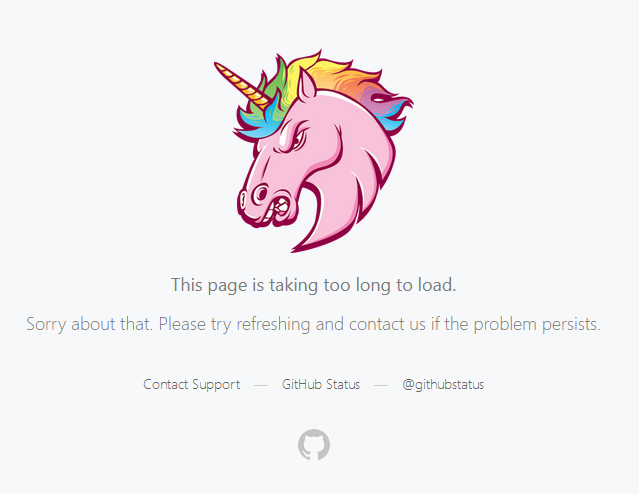 This page is taking too long to load.
Sorry about that. Please try refreshing and contact us if the problem persists.
Contact Support — GitHub Status — @githubstatus